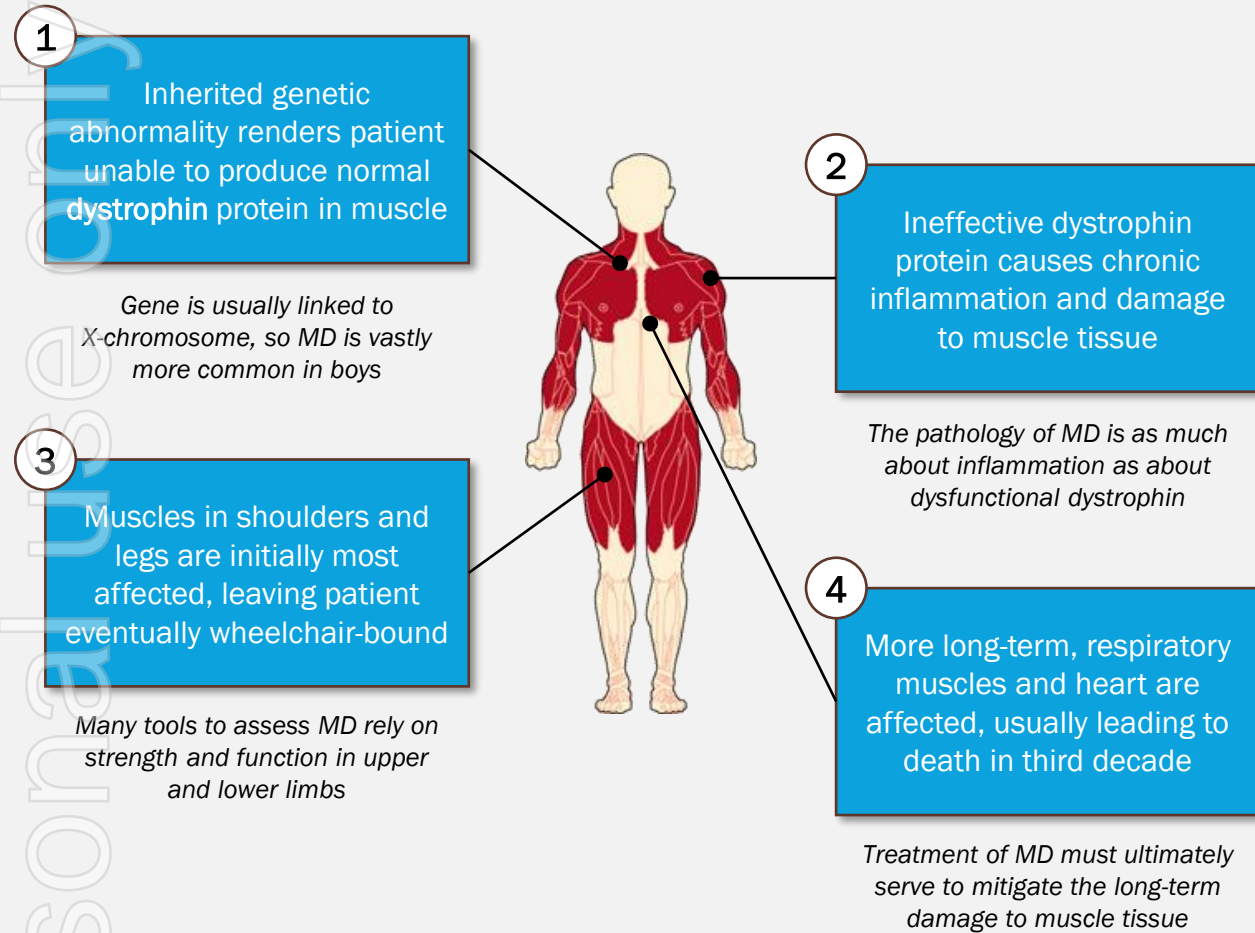 1
Inherited genetic
abnormality renders patient
unable to produce normal
dystrophin protein in muscle
Gene is usually linked to
X-chromosome, so MD is vastly
more common in boys
2
Ineffective dystrophin
protein causes chronic
inflammation and damage
to muscle tissue
The pathology of MD is as much
about inflammation as about
dysfunctional dystrophin
3
Muscles in shoulders and
legs are initially most
affected, leaving patient
eventually wheelchair-bound
Many tools to assess MD rely on
strength and function in upper
and lower limbs
4
More long-term, respiratory
muscles and heart are
affected, usually leading to
death in third decade
Treatment of MD must ultimately
serve to mitigate the long-term
damage to muscle tissue
sonal use only